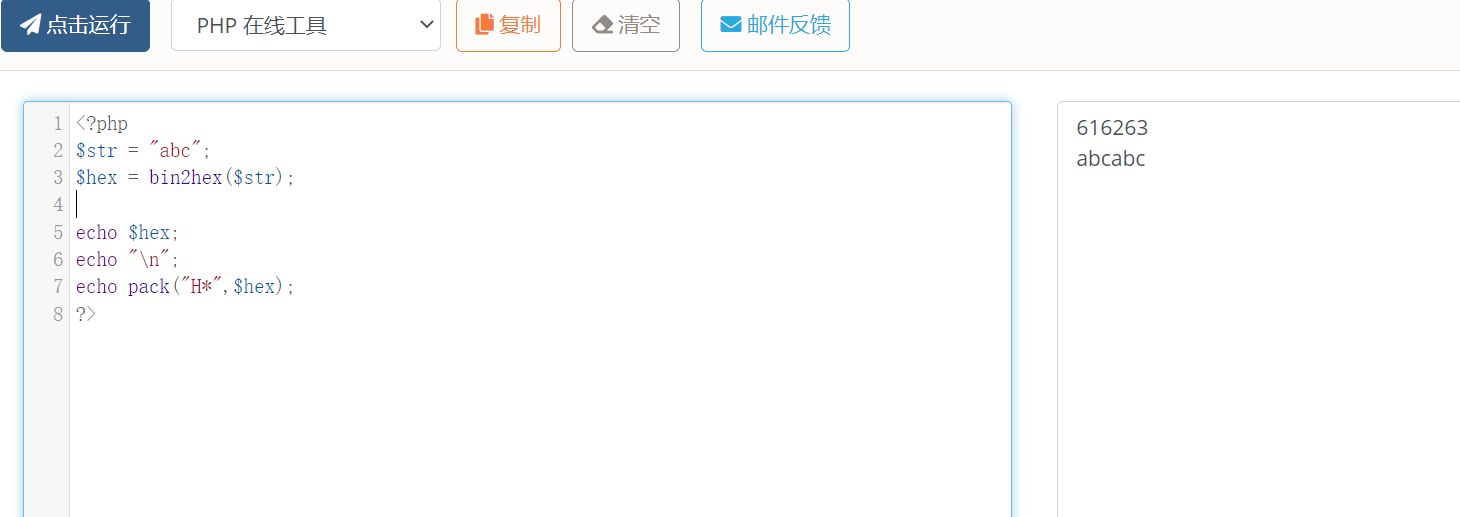 点击运行 PHP 在线工具 复制 清空 邮件反馈
1 <?php
2 $str = "abc";
3 $hex = bin2hex($str);
4
5 echo $hex;
6 echo "\n";
7 echo pack("H*",$hex);
8 ?>
616263
abcabc